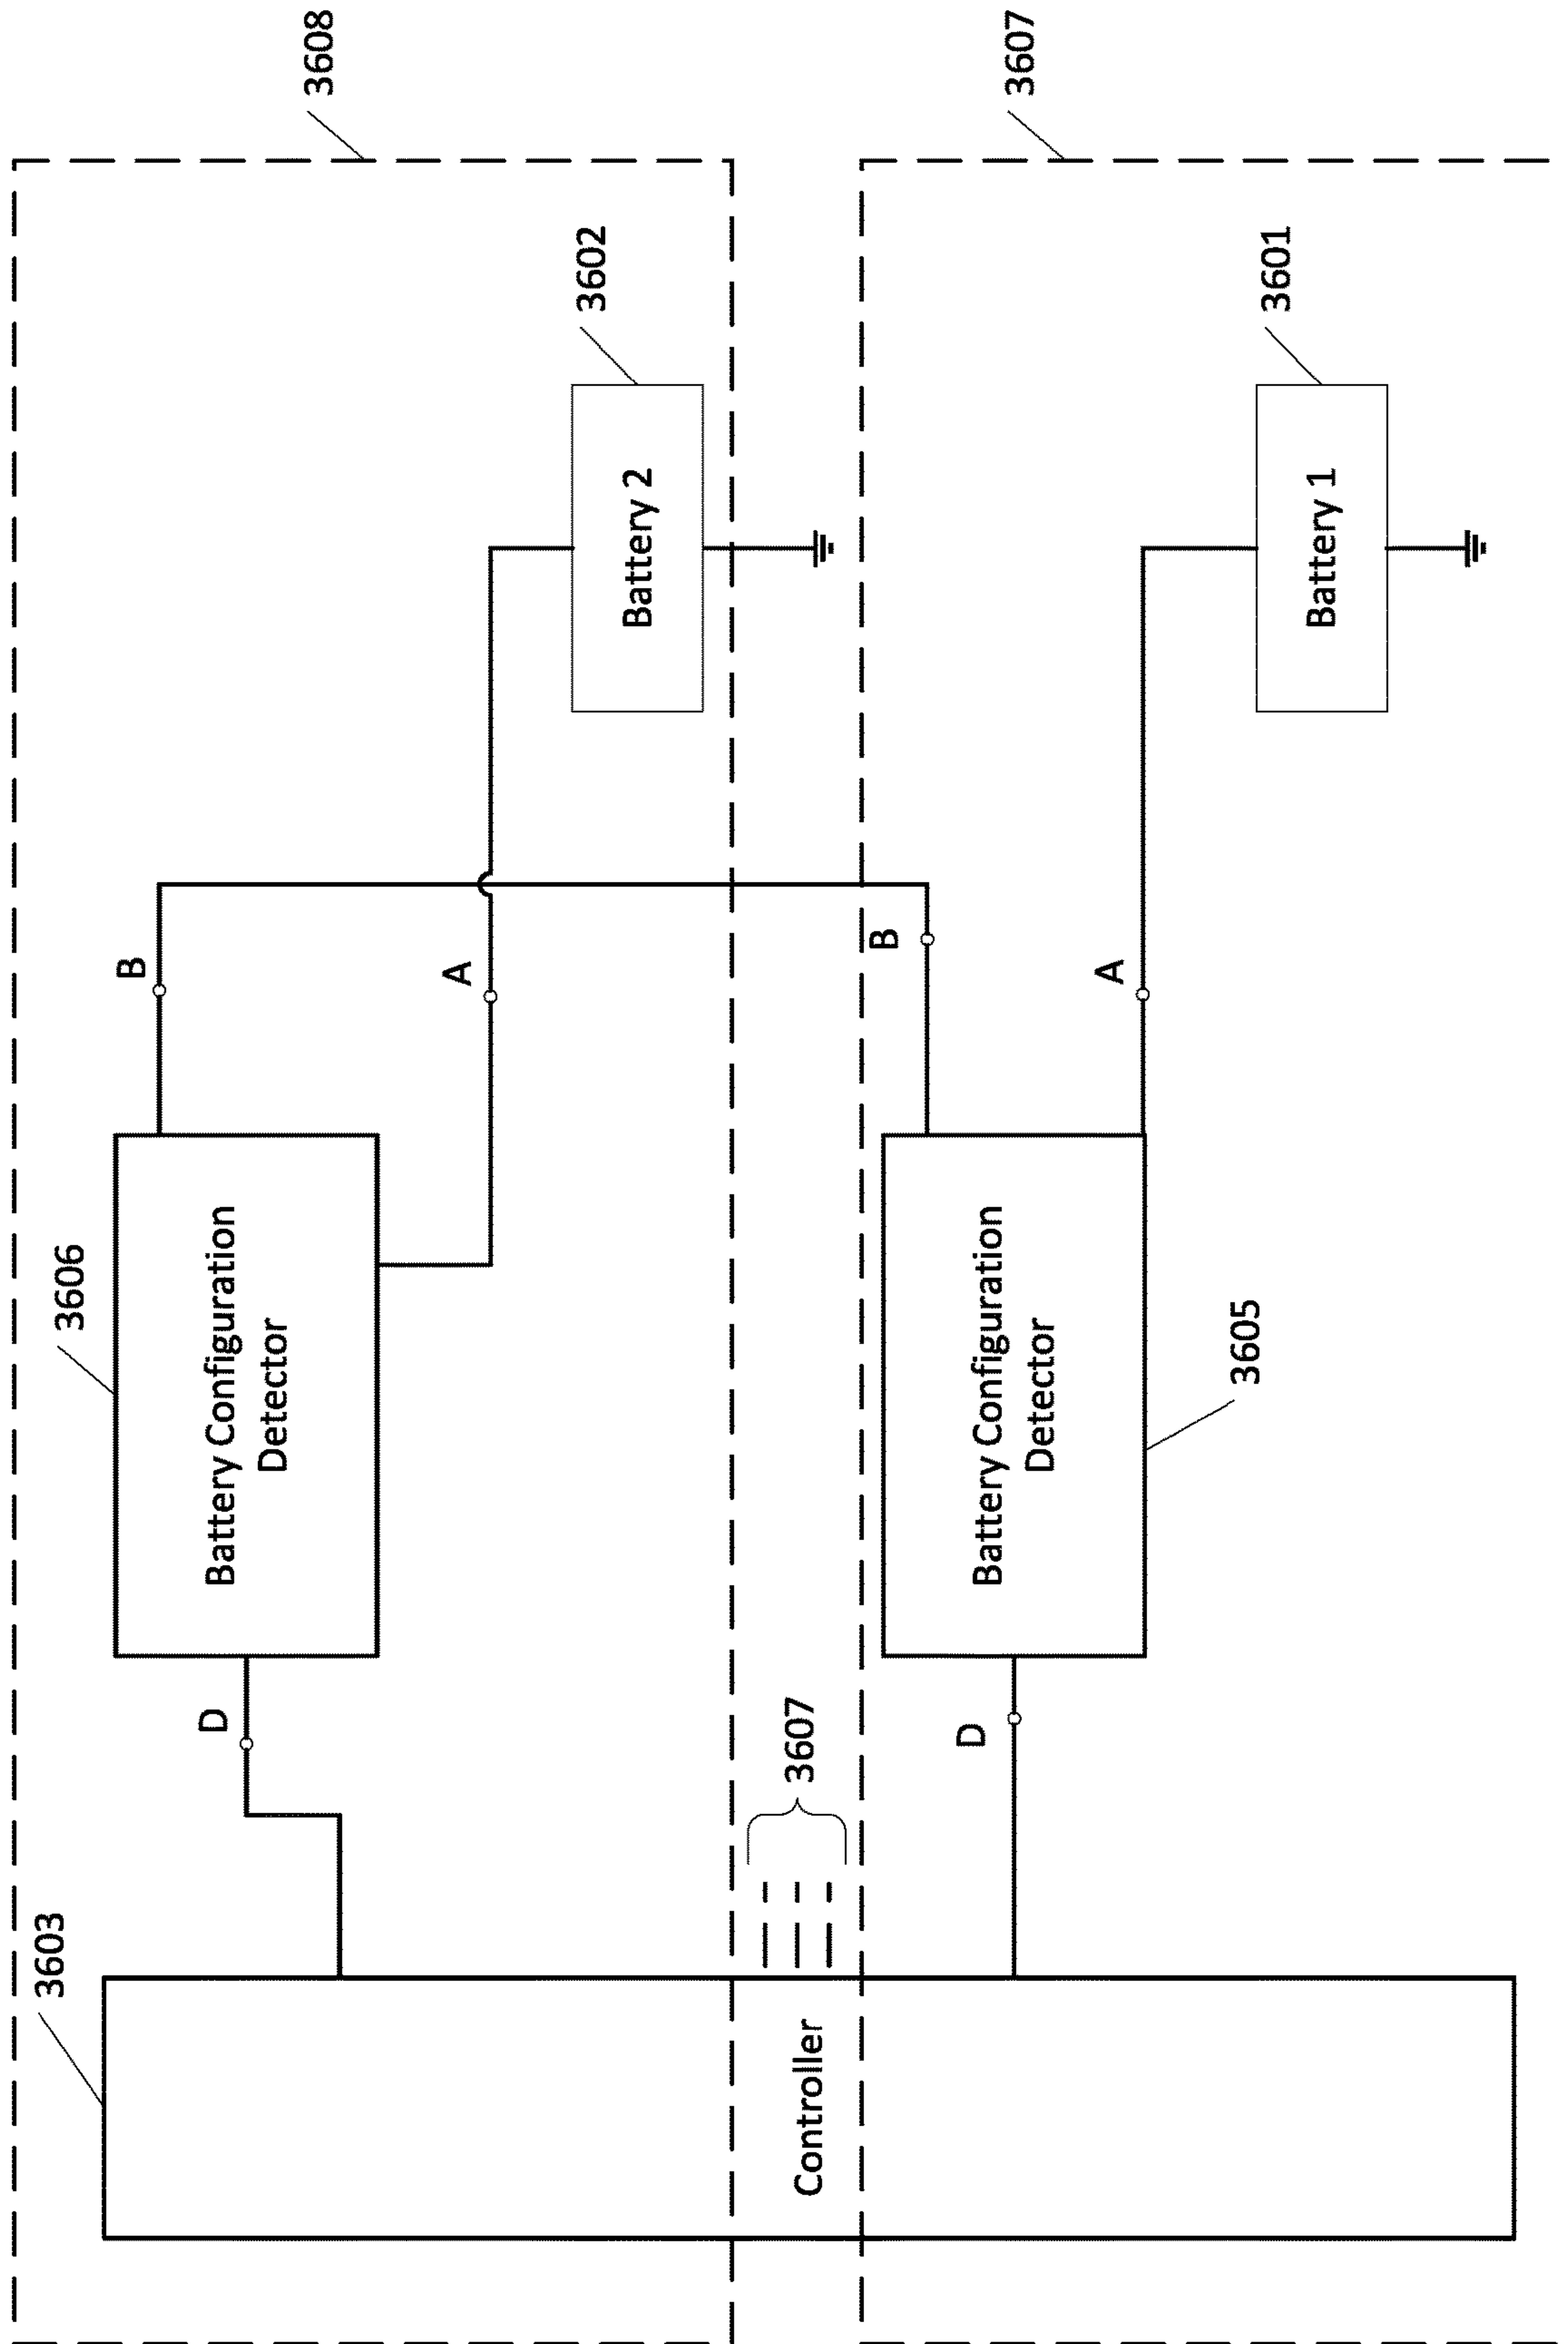 3608
3607
3602
3601
Battery 2
Battery 1
B
A
B
A
3606
Battery Configuration
Detector
Battery Configuration
Detector
3605
D
D
3607
3603
Controller